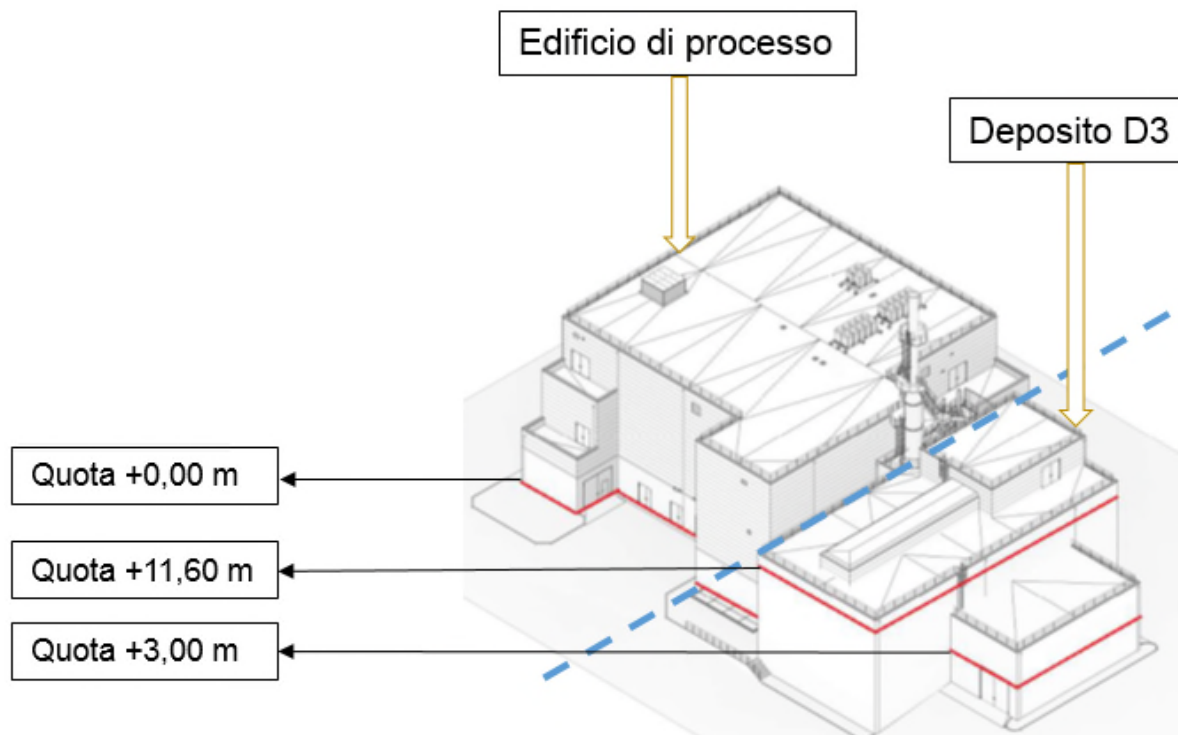 Edificio di processo
Deposito D3
Quota +0,00 m
Quota +11,60 m
Quota +3,00 m